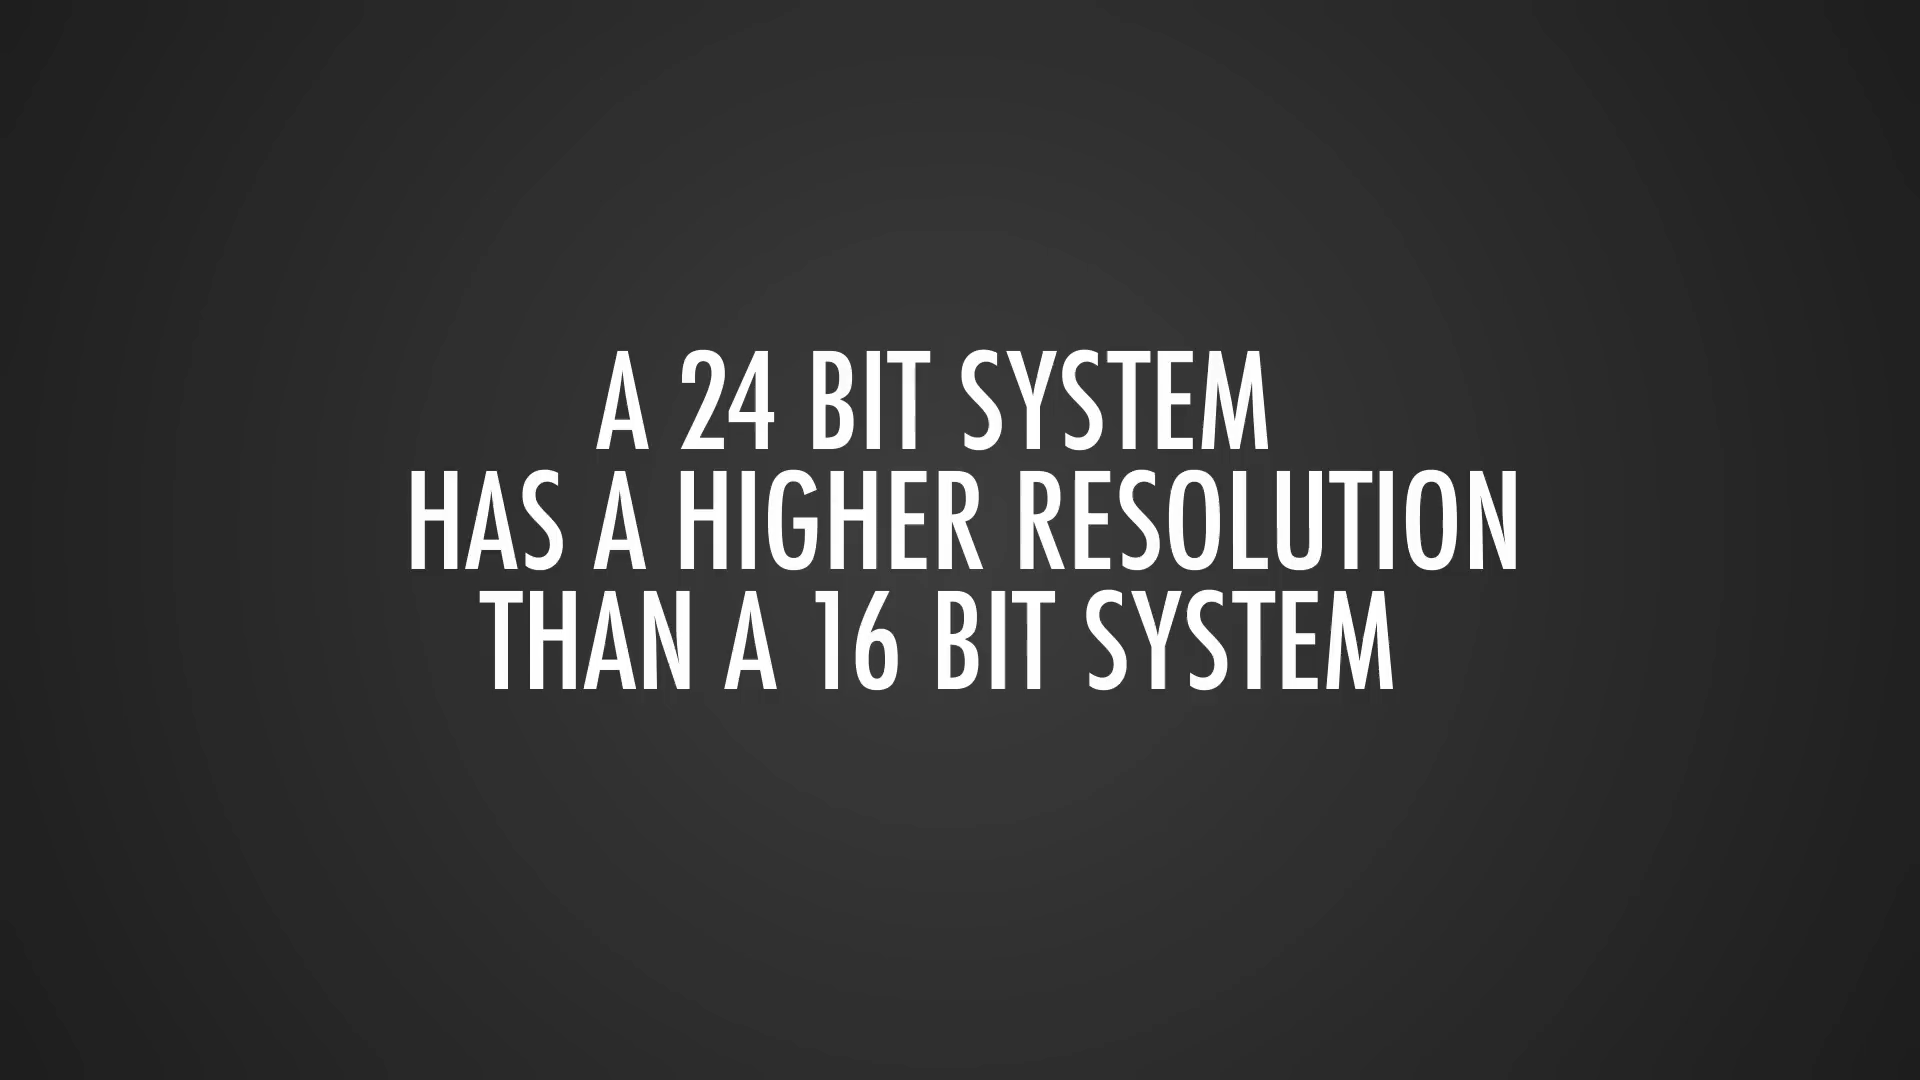 A 24 BIT SYSTEM
HAS A HIGHER RESOLUTION
THAN A 16 BIT SYSTEM